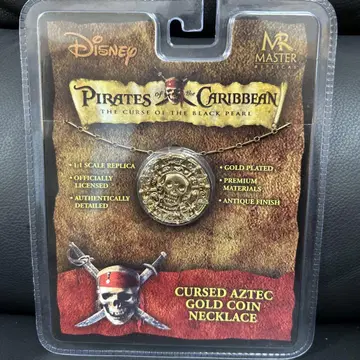 Disney
MR
MASTER
REPLICAS
PIRATES of the CARIBBEAN
THE CURSE OF THE BLACK PEARL
• 1:1 SCALE REPLICA
• OFFICIALLY
LICENSED
• AUTHENTICALLY
DETAILED
• GOLD PLATED
• PREMIUM
MATERIALS
• ANTIQUE FINISH
CURSED AZTEC
GOLD COIN
NECKLACE